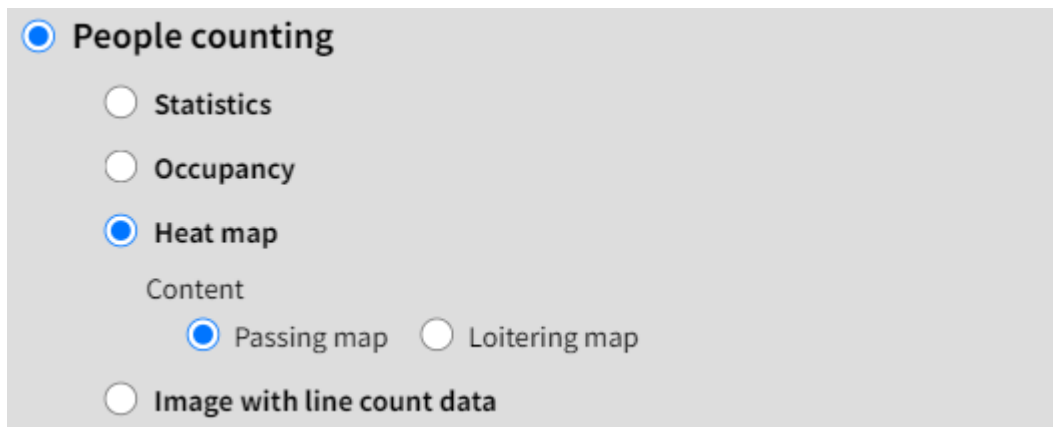 People counting
Statistics
Occupancy
Heat map
Content
Passing map Loitering map
Image with line count data